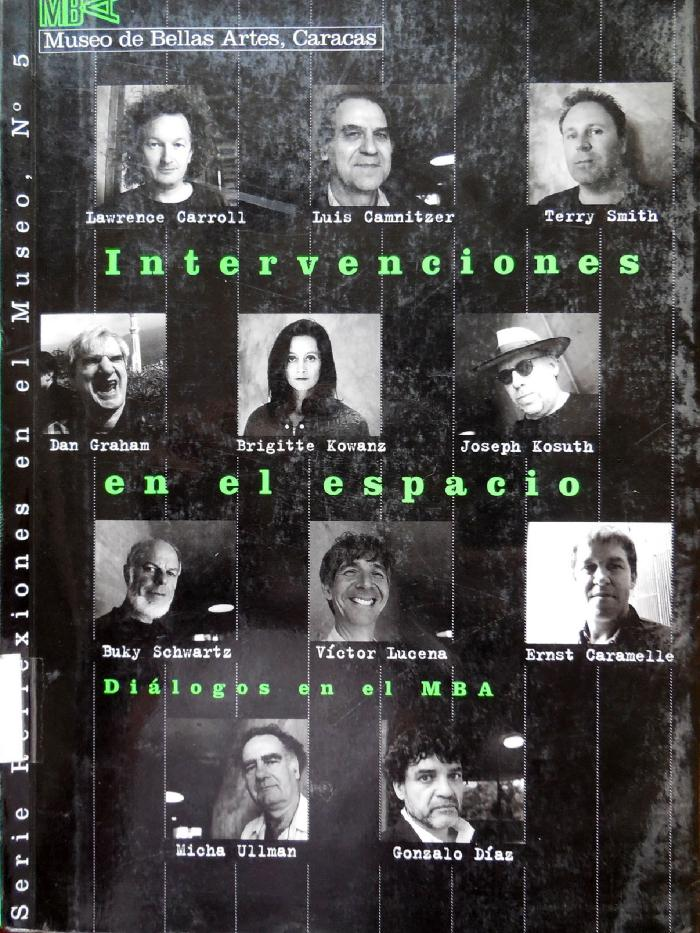 MBA
Museo de Bellas Artes, Caracas
Lawrence Carroll
Luis Camnitzer
Terry Smith
Intervenciones
Dan Graham
Brigitte Kowanz
Joseph Kosuth
en el espacio
Buky Schwartz
Víctor Lucena
Ernst Caramelle
Diálogos en el MBA
Micha Ullman
Gonzalo Díaz
Serie Reflexiones en el Museo, Nº 5